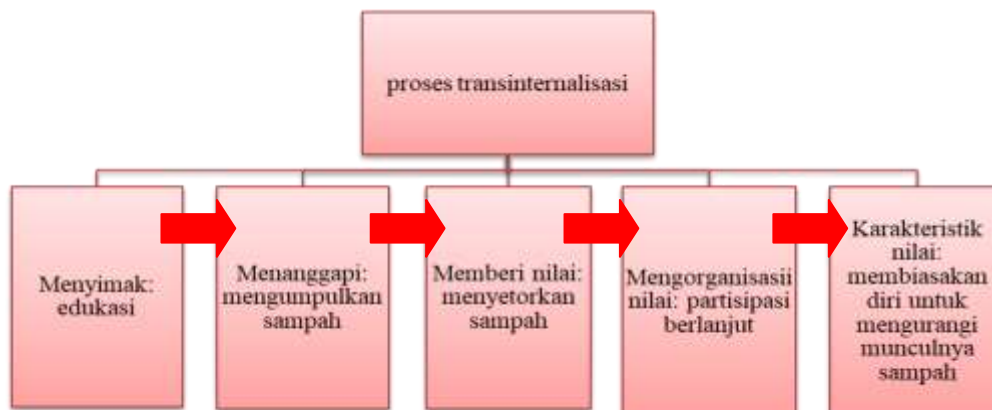 proses transinternalisasi
Menyimak:
edukasi
Menanggapi:
mengumpulkan
sampah
Memberi nilai:
menyetorkan
sampah
Mengorganisasii
nilai: partisipasi
berlanjut
Karakteristik
nilai:
membiasakan
diri untuk
mengurangi
munculnya
sampah